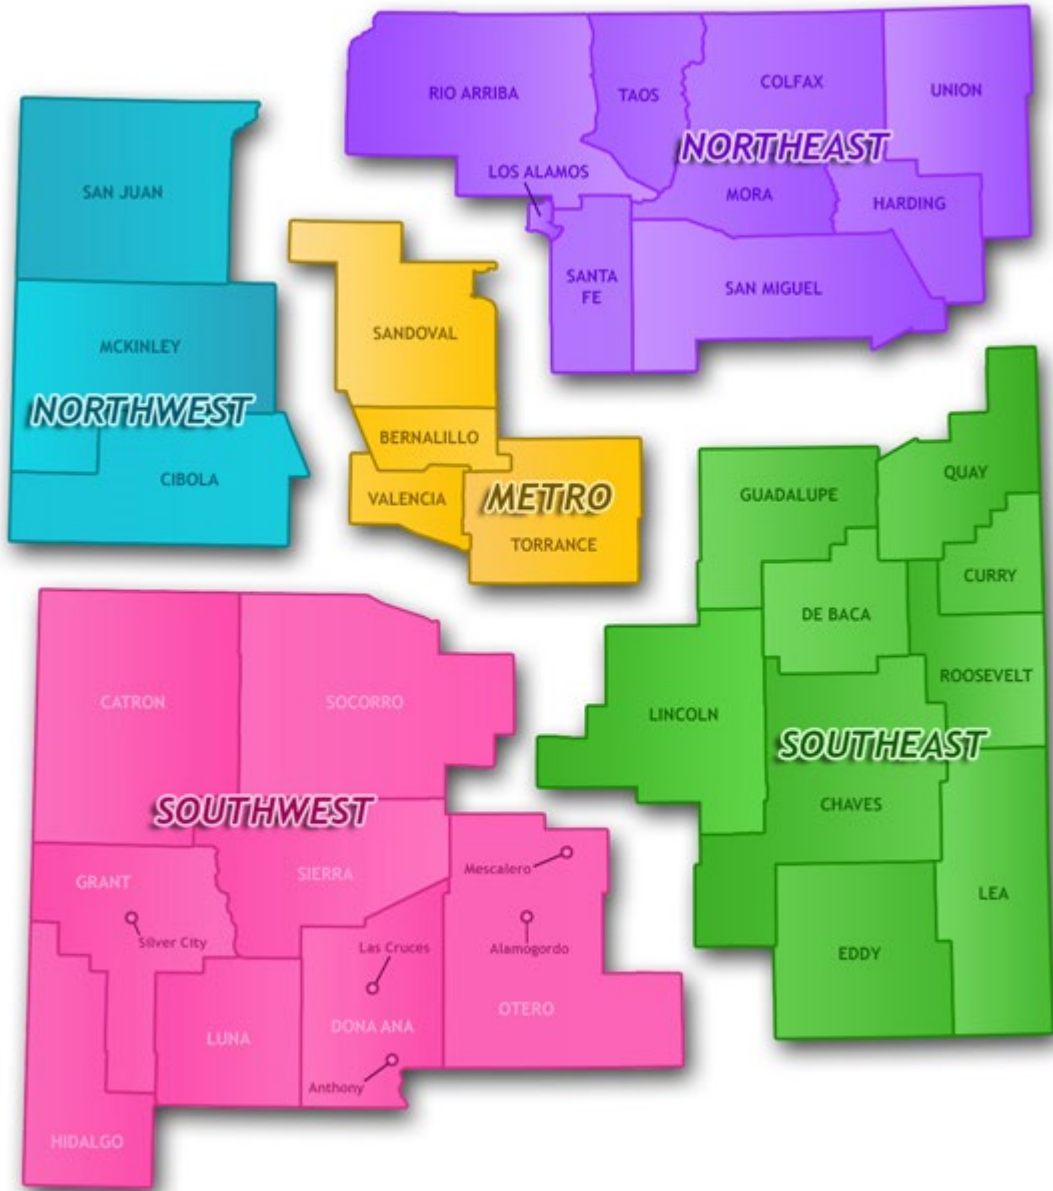 RIO ARRIBA
TAOS
COLFAX
UNION
NORTHEAST
LOS ALAMOS
MORA
HARDING
SANTA
FE
SAN MIGUEL
SAN JUAN
MCKINLEY
NORTHWEST
CIBOLA
SANDOVAL
BERNALILLO
VALENCIA
METRO
TORRANCE
GUADALUPE
QUAY
CURRY
DE BACA
ROOSEVELT
LINCOLN
SOUTHEAST
CHAVES
LEA
EDDY
CATRON
SOCORRO
SOUTHWEST
GRANT
SIERRA
Mescalero
Silver City
Las Cruces
Alamogordo
LUNA
DONA ANA
OTERO
Anthony
HIDALGO